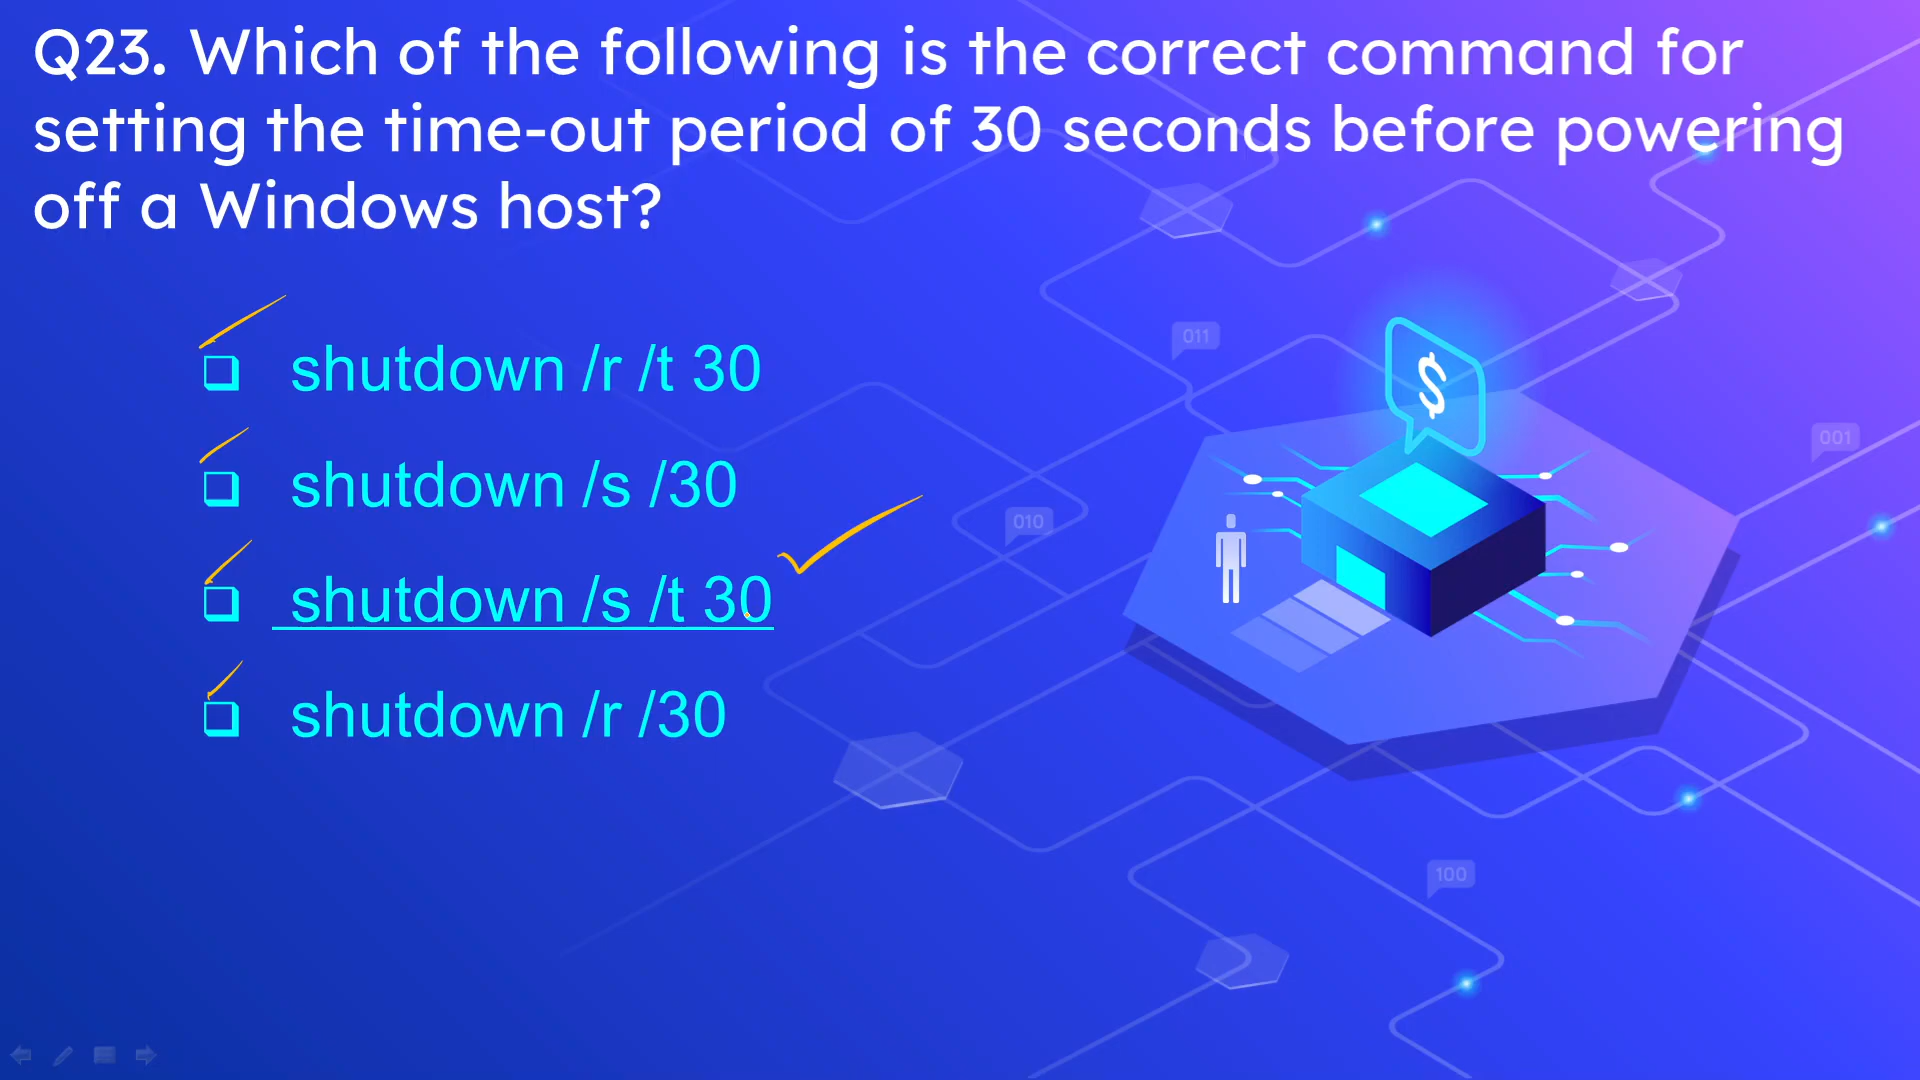 Q23. Which of the following is the correct command for
setting the time-out period of 30 seconds before powering
off a Windows host?
shutdown /r /t 30
shutdown /s /30
shutdown /s /t 30
shutdown /r /30
011
$
001
010
100